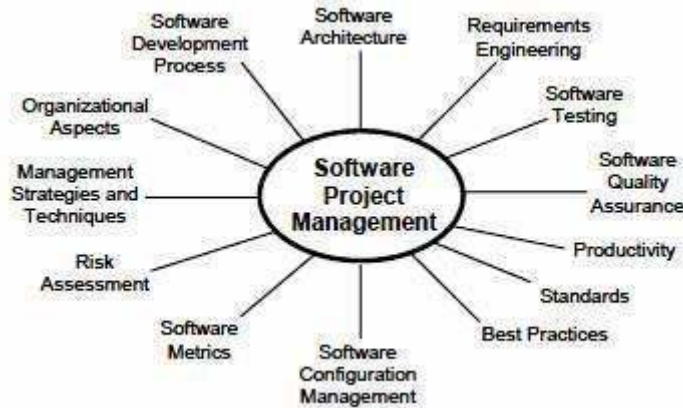 Software
Development
Process
Software
Architecture
Requirements
Engineering
Software
Testing
Software
Quality
Assurance
Productivity
Standards
Best Practices
Software
Configuration
Management
Software
Metrics
Risk
Assessment
Management
Strategies and
Techniques
Organizational
Aspects
Software
Project
Management